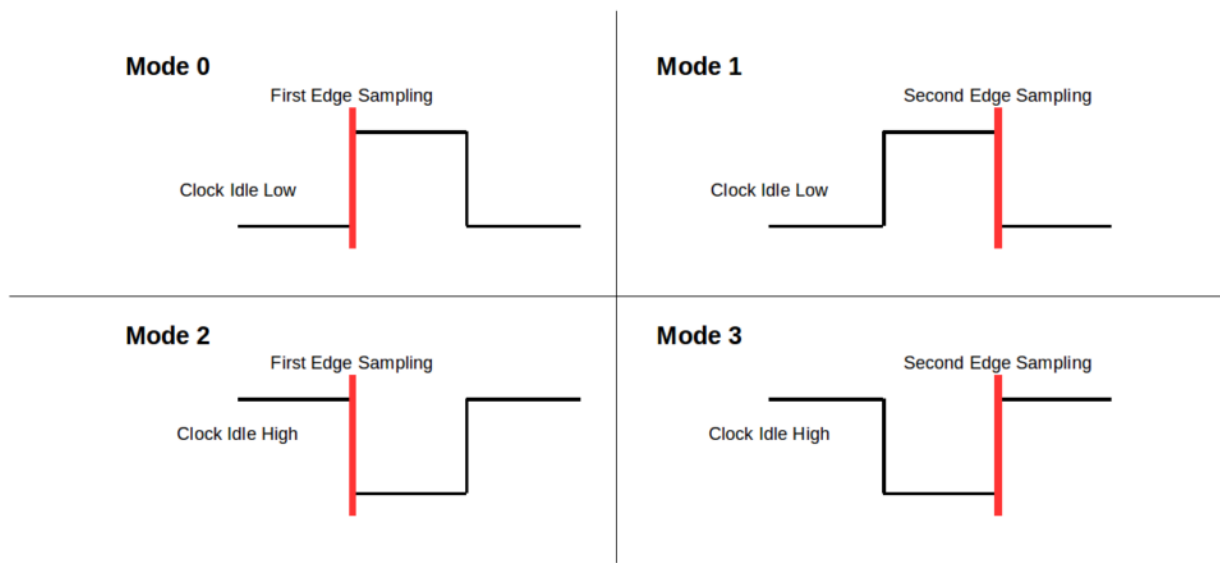 Mode 0
First Edge Sampling
Clock Idle Low
Mode 1
Second Edge Sampling
Clock Idle Low
Mode 2
First Edge Sampling
Clock Idle High
Mode 3
Second Edge Sampling
Clock Idle High